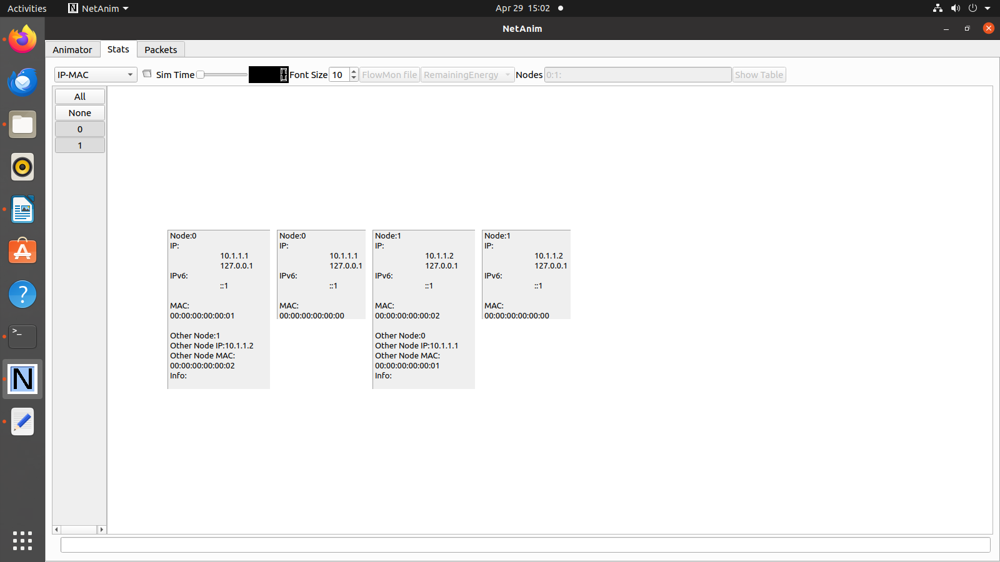 Activities NetAnim Apr 29 15:02
NetAnim
Animator Stats Packets
IP-MAC Sim Time 0 Font Size 10 FlowMon file RemainingEnergy Nodes 0:1: Show Table
All
None
0
1
Node:0
IP:
10.1.1.1
127.0.0.1
IPv6:
::1
MAC:
00:00:00:00:00:01
Other Node:1
Other Node IP:10.1.1.2
Other Node MAC:
00:00:00:00:00:02
Info:
Node:0
IP:
10.1.1.1
127.0.0.1
IPv6:
::1
MAC:
00:00:00:00:00:00
Node:1
IP:
10.1.1.2
127.0.0.1
IPv6:
::1
MAC:
00:00:00:00:00:02
Other Node:0
Other Node IP:10.1.1.1
Other Node MAC:
00:00:00:00:00:01
Info:
Node:1
IP:
10.1.1.2
127.0.0.1
IPv6:
::1
MAC:
00:00:00:00:00:00